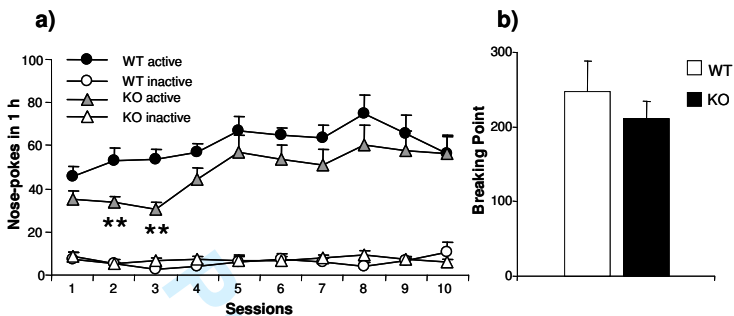 a)
WT active
WT inactive
KO active
KO inactive
Nose-pokes in 1 h
100
80
60
40
20
0
**
**
1 2 3 4 5 6 7 8 9 10
Sessions
P
b)
WT
KO
Breaking Point
300
200
100
0